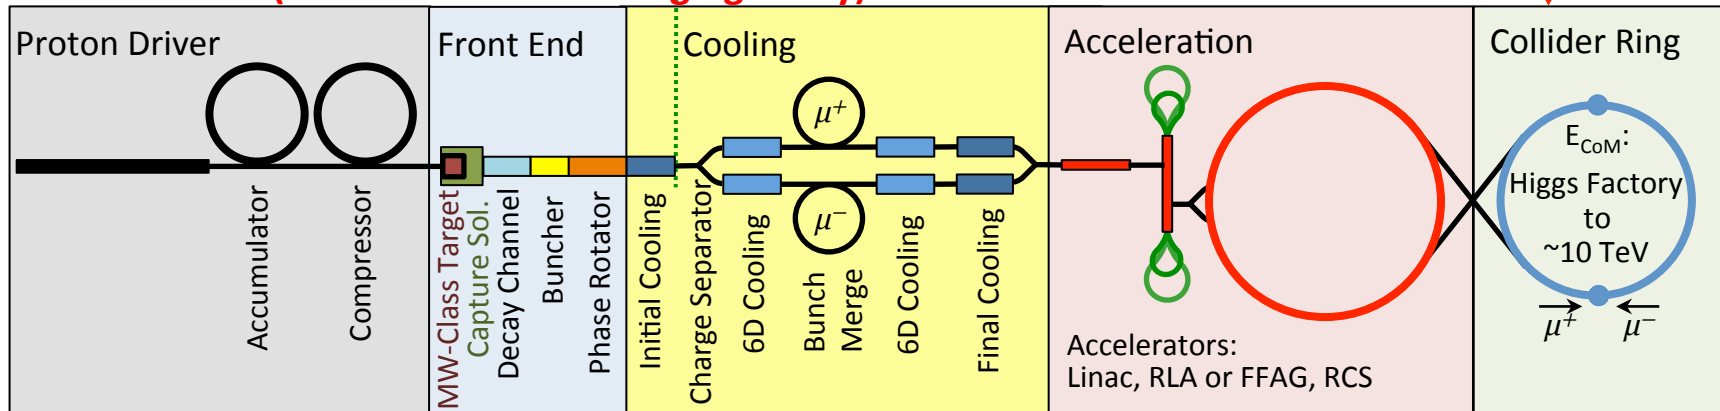 Proton Driver
Front End
Cooling
Acceleration
Collider Ring
Accumulator
Compressor
MW-Class Target
Capture Sol.
Decay Channel
Buncher
Phase Rotator
Initial Cooling
Charge Separator
6D Cooling
μ+
μ−
Bunch
Merge
6D Cooling
Final Cooling
Accelerators:
Linac, RLA or FFAG, RCS
ECoM:
Higgs Factory
to
~10 TeV
μ+ μ−